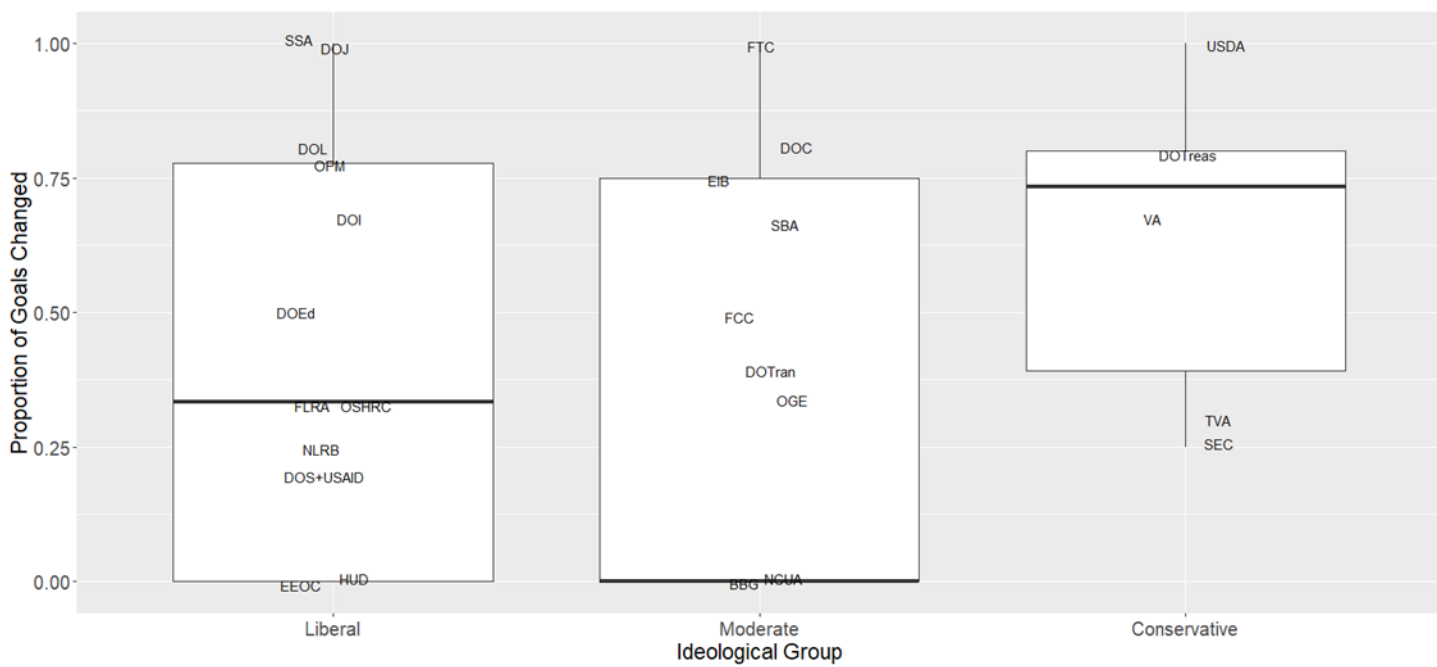 1.00
0.75
0.50
0.25
0.00
Proportion of Goals Changed
SSA
DOJ
DOL
OPM
DOI
DOEd
FLRA OSHRC
NLRB
DOS+USAID
HUD
EEOC
FTC
DOC
EIB
SBA
FCC
DOTran
OGE
NCUA
BBG
USDA
DOTreas
VA
TVA
SEC
Liberal Moderate Conservative
Ideological Group